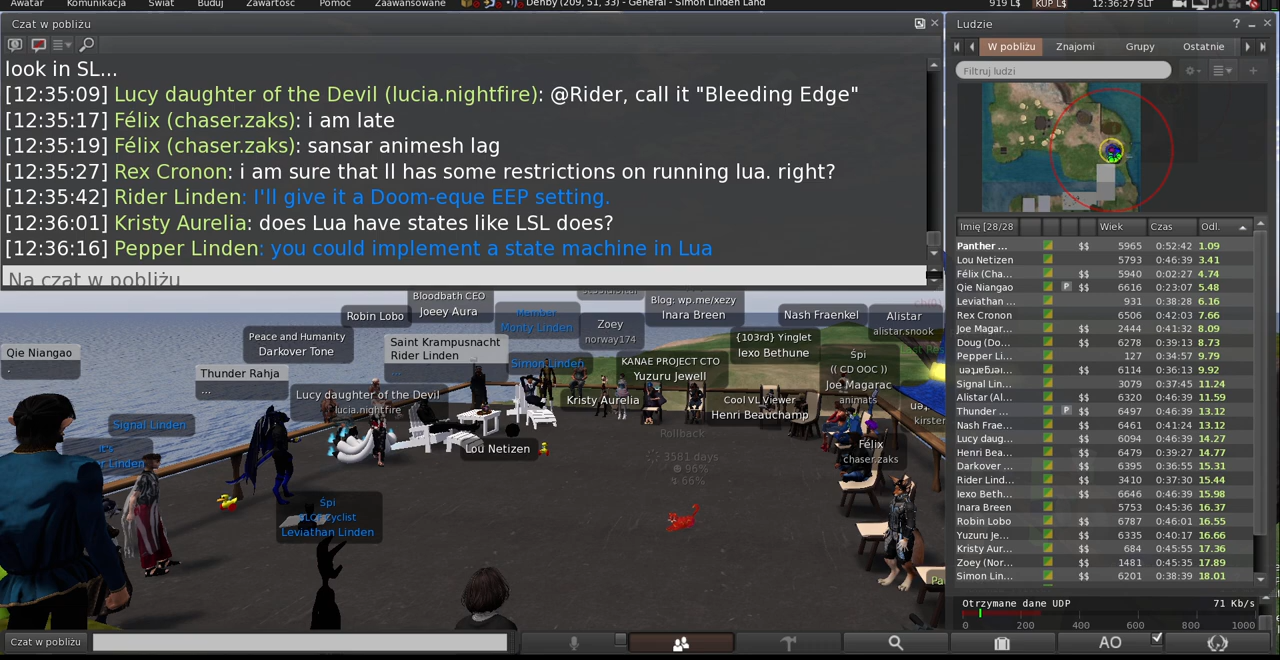 Awatar Komunikacja Świat Buduj Zawartość Pomoc Zaawansowane Denby (209, 51, 33) - General - Simon Linden Land 919 L$ KUP L$ 12:36:27 SLT
Czat w pobliżu
look in SL...
[12:35:09] Lucy daughter of the Devil (lucia.nightfire): @Rider, call it "Bleeding Edge"
[12:35:17] Félix (chaser.zaks): i am late
[12:35:19] Félix (chaser.zaks): sansar animesh lag
[12:35:27] Rex Cronon: i am sure that ll has some restrictions on running lua. right?
[12:35:42] Rider Linden: I'll give it a Doom-eque EEP setting.
[12:36:01] Kristy Aurelia: does Lua have states like LSL does?
[12:36:16] Pepper Linden: you could implement a state machine in Lua
Na czat w pobliżu
Bloodbath CEO
Joeey Aura
Robin Lobo
Member
Monty Linden
Blog: wp.me/xezy
Inara Breen
Nash Fraenkel
Alistar
alistar.snook
Zoey
norway174
Peace and Humanity
Darkover Tone
Saint Krampusnacht
Rider Linden
...
{103rd} Yinglet
Iexo Bethune
Qie Niangao
.
Simon Linden
KANAE PROJECT CTO
Yuzuru Jewell
Śpi
(( CD OOC ))
Joe Magarac
animats
Thunder Rahja
...
Lucy daughter of the Devil
lucia.nightfire
Kristy Aurelia
Cool VL Viewer
Henri Beauchamp
Signal Linden
Lou Netizen
Rollback
3581 days
96%
66%
Félix
chaser.zaks
Śpi
Leviathan Linden
Czat w pobliżu
Ludzie
? _ ×
W pobliżu Znajomi Grupy Ostatnie
Filtruj ludzi
Imię [28/28 Wiek Czas Odl.
Panther ... $$ 5965 0:52:42 1.09
Lou Netizen 5793 0:46:39 3.41
Félix (Cha... $$ 5940 0:02:27 4.74
Qie Niangao P $$ 6616 0:23:07 5.48
Leviathan ... 931 0:38:28 6.16
Rex Cronon 6506 0:42:03 7.66
Joe Magar... $$ 2444 0:41:32 8.09
Doug (Do... $$ 6278 0:39:13 8.73
Pepper Li... 127 0:34:57 9.79
$$ 6114 0:36:13 9.92
Signal Lin... 3079 0:37:45 11.24
Alistar (Al... $$ 6320 0:46:39 11.59
Thunder ... P $$ 6497 0:46:39 13.12
Nash Frae... $$ 6728 0:41:24 13.12
Lucy daug... $$ 6094 0:46:39 14.27
Henri Bea... $$ 6479 0:39:27 14.77
Darkover ... $$ 6395 0:36:55 15.31
Rider Lind... $$ 3410 0:37:30 15.44
Iexo Beth... $$ 6646 0:46:39 15.98
Inara Breen 5753 0:45:36 16.37
Robin Lobo $$ 6787 0:46:01 16.55
Yuzuru Je... $$ 6335 0:40:17 16.66
Kristy Aur... $$ 684 0:45:55 17.36
Zoey (Nor... $$ 1481 0:45:35 17.89
Simon Lin... $$ 6201 0:38:39 18.01
Otrzymane dane UDP 71 Kb/s
0 200 400 600 800 1000
AO